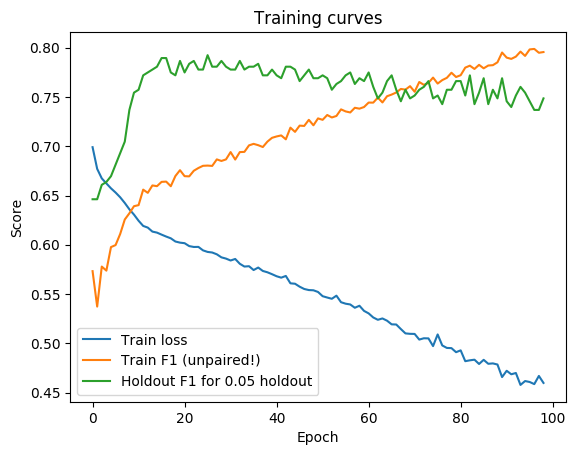 Training curves
Score
0.80
0.75
0.70
0.65
0.60
0.55
0.50
0.45
Train loss
Train F1 (unpaired!)
Holdout F1 for 0.05 holdout
0
20
40
60
80
100
Epoch